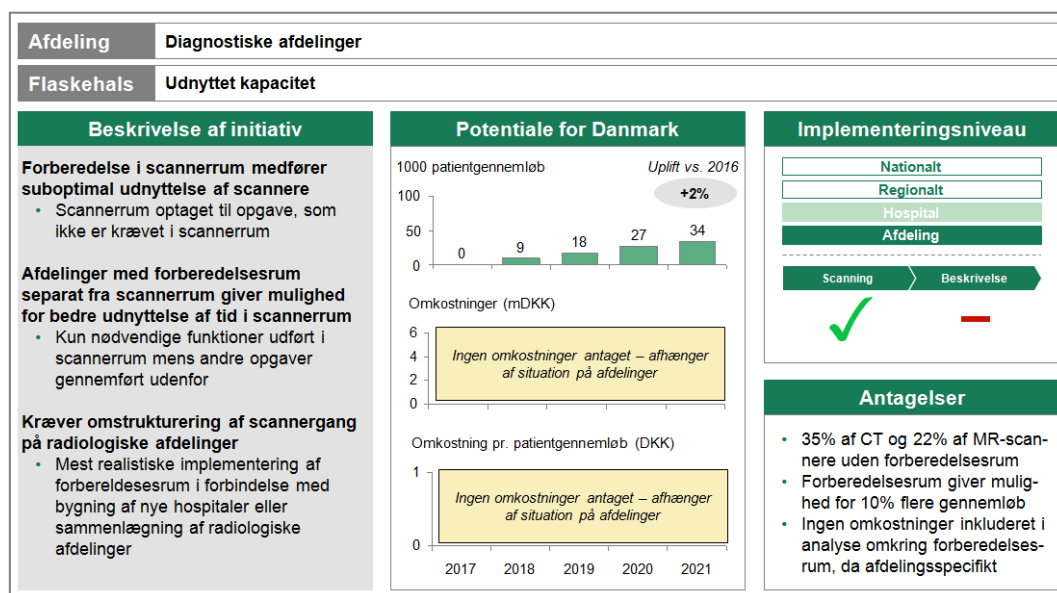 Afdeling
Diagnostiske afdelinger
Flaskehals
Udnyttet kapacitet
Beskrivelse af initiativ
Forberedelse i scannerrum medfører
suboptimal udnyttelse af scannere
• Scannerrum optaget til opgave, som
ikke er krævet i scannerrum
Afdelinger med forberedelsesrum
separat fra scannerrum giver mulighed
for bedre udnyttelse af tid i scannerrum
• Kun nødvendige funktioner udført i
scannerrum mens andre opgaver
gennemført udenfor
Kræver omstrukturering af scannergang
på radiologiske afdelinger
• Mest realistiske implementering af
forbereldesesrum i forbindelse med
bygning af nye hospitaler eller
sammenlægning af radiologiske
afdelinger
Potentiale for Danmark
1000 patientgennemløb
Uplift vs. 2016
+2%
100
50
0
0
9
18
27
34
Omkostninger (mDKK)
6
4
2
0
Ingen omkostninger antaget – afhænger
af situation på afdelinger
Omkostning pr. patientgennemløb (DKK)
1
0
Ingen omkostninger antaget – afhænger
af situation på afdelinger
2017
2018
2019
2020
2021
Implementeringsniveau
Nationalt
Regionalt
Hospital
Afdeling
Scanning
Beskrivelse
Antagelser
• 35% af CT og 22% af MR-scan-
nere uden forberedelsesrum
• Forberedelsesrum giver mulig-
hed for 10% flere gennemløb
• Ingen omkostninger inkluderet i
analyse omkring forberedelses-
rum, da afdelingsspecifikt